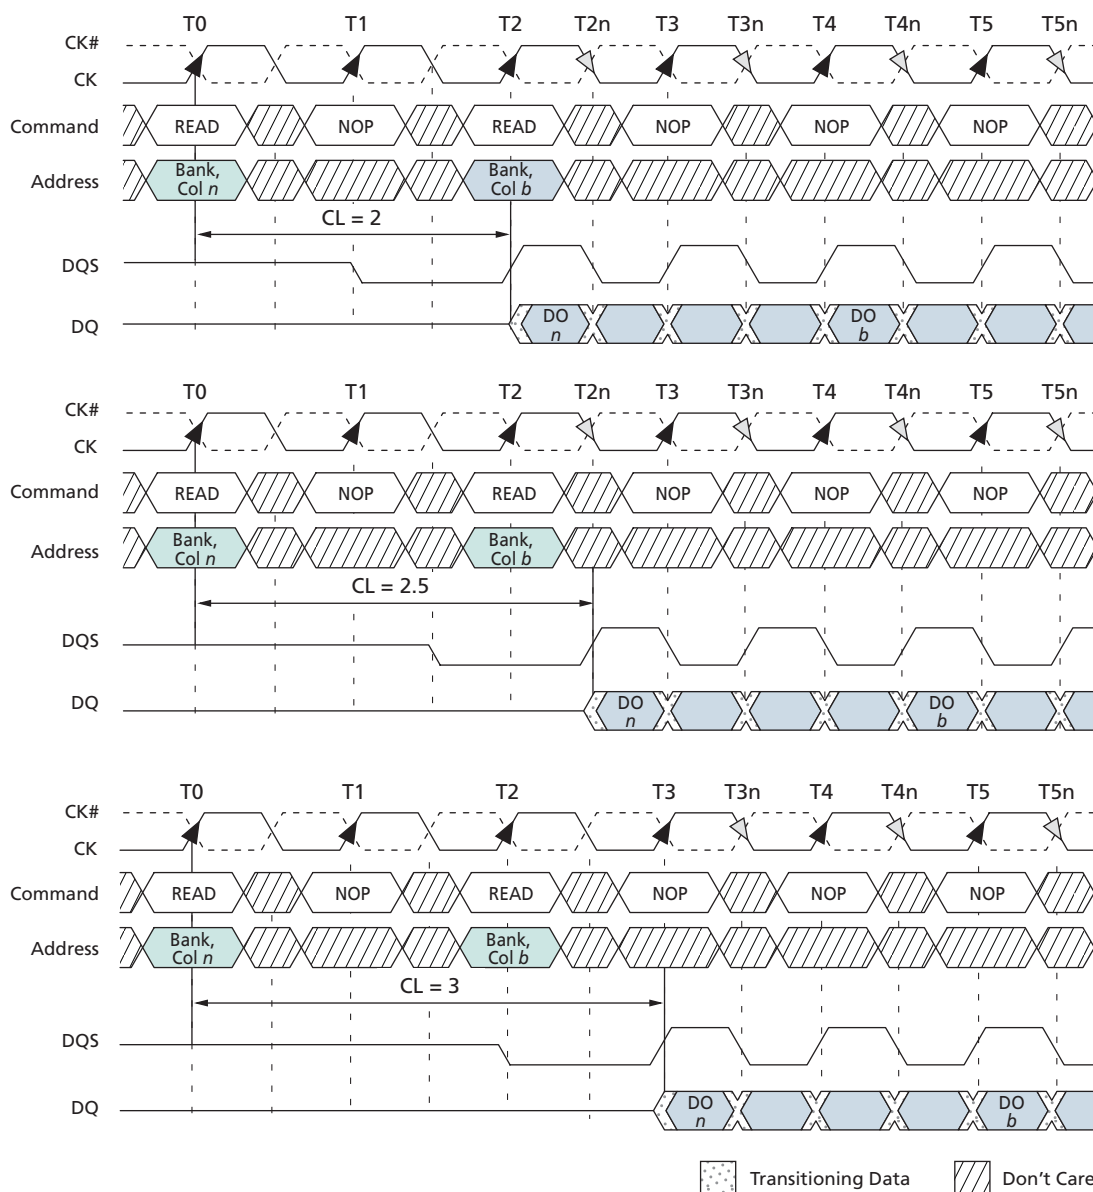 T0 T1 T2 T2n T3 T3n T4 T4n T5 T5n
CK#
CK
Command READ NOP READ NOP NOP NOP
Address Bank, Col n Bank, Col b
CL = 2
DQS
DQ DO n DO b
T0 T1 T2 T2n T3 T3n T4 T4n T5 T5n
CK#
CK
Command READ NOP READ NOP NOP NOP
Address Bank, Col n Bank, Col b
CL = 2.5
DQS
DQ DO n DO b
T0 T1 T2 T3 T3n T4 T4n T5 T5n
CK#
CK
Command READ NOP READ NOP NOP NOP
Address Bank, Col n Bank, Col b
CL = 3
DQS
DQ DO n DO b
Transitioning Data Don't Care